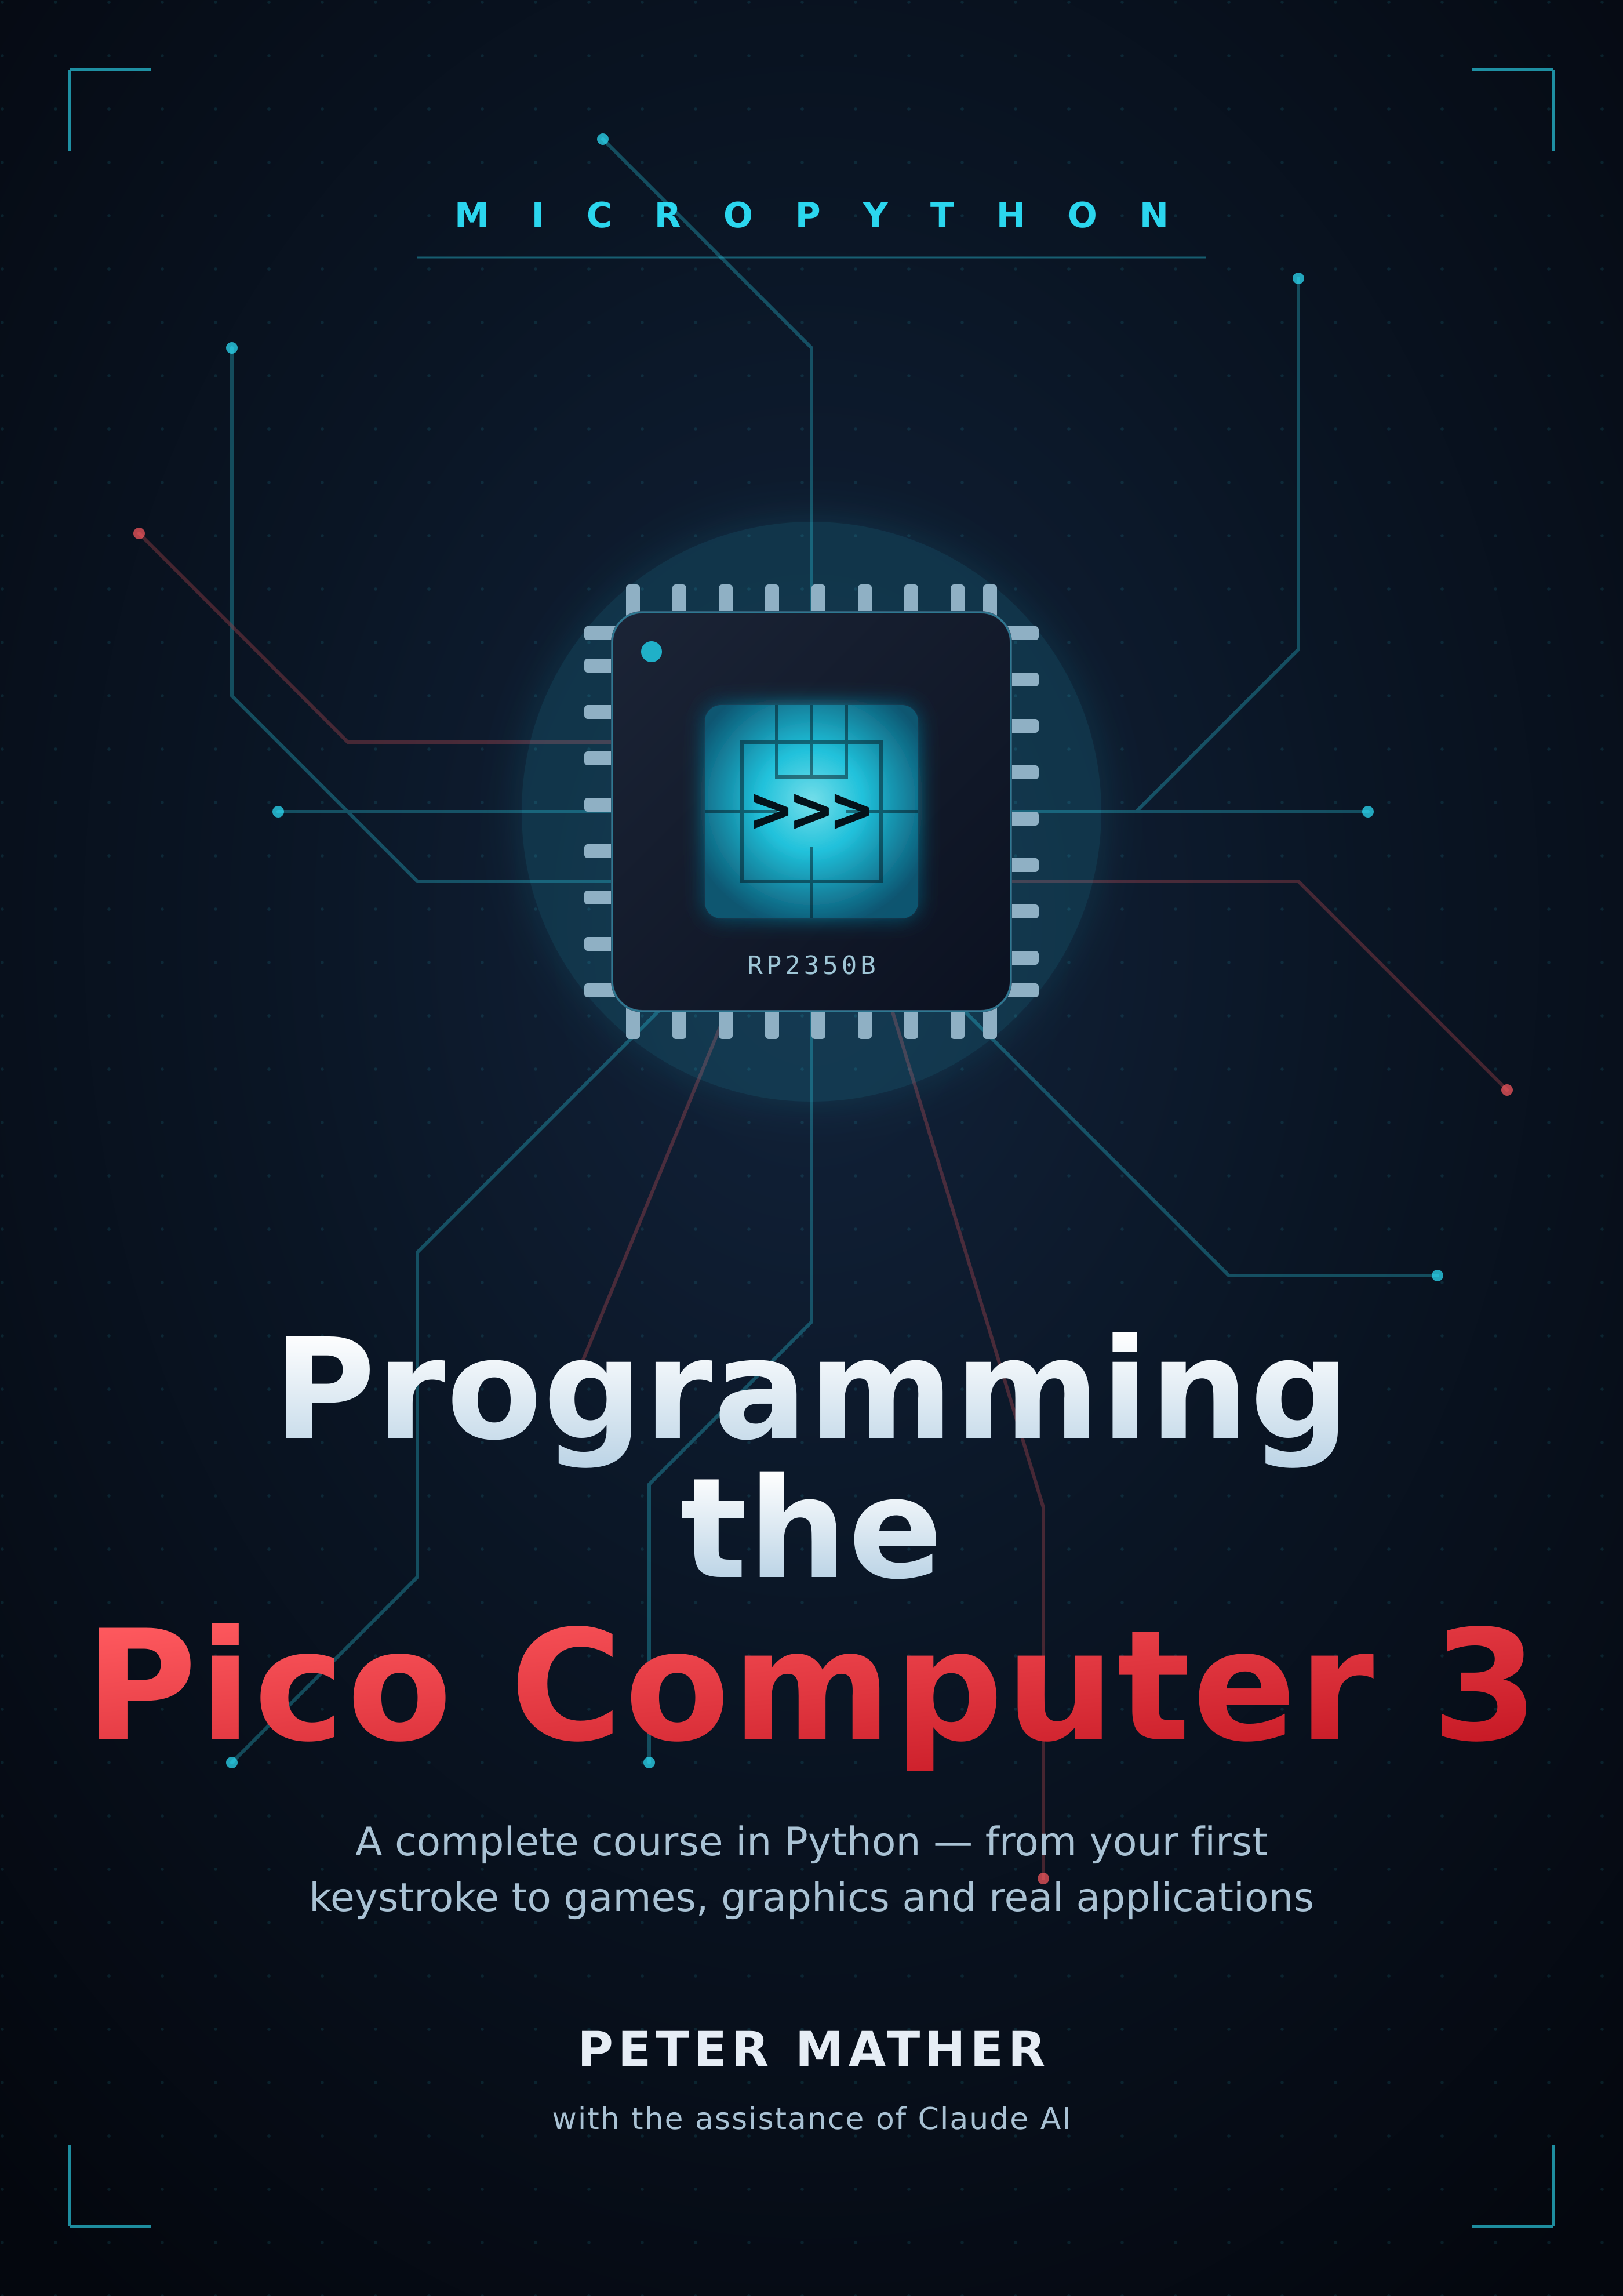 MICROPYTHON
>>>
RP2350B
Programming
the
Pico Computer 3
A complete course in Python — from your first
keystroke to games, graphics and real applications
PETER MATHER
with the assistance of Claude AI